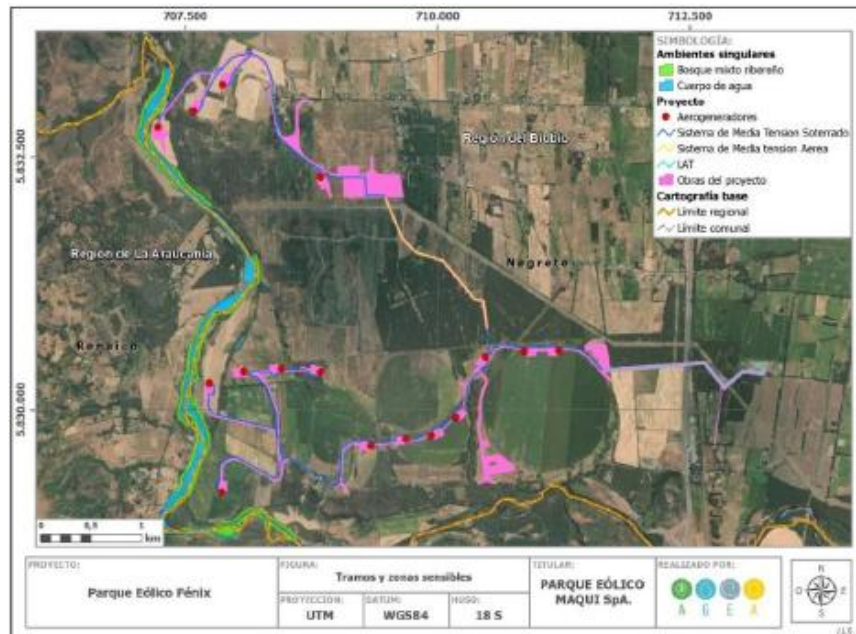 707.500
710.000
712.500
SIMBOLOGÍA:
Ambientes singulares
Bosque mixto ribereño
Cuerpo de agua
Proyecto
Aerogeneradores
Sistema de Media Tension Soterrado
Sistema de Media tension Aerea
LAT
Obras del proyecto
Cartografía base
Límite regional
Límite comunal
5.832.500
Región del Biobío
Región de La Araucanía
Negrete
Renaico
5.830.000
0 0,5 1
km
PROYECTO:
Parque Eólico Fénix
FIGURA:
Tramos y zonas sensibles
PROYECCIÓN:
UTM
DATUM:
WGS84
HUSO:
18 S
TITULAR:
PARQUE EÓLICO
MAQUI SpA.
REALIZADO POR:
A G E A
N
O E
S